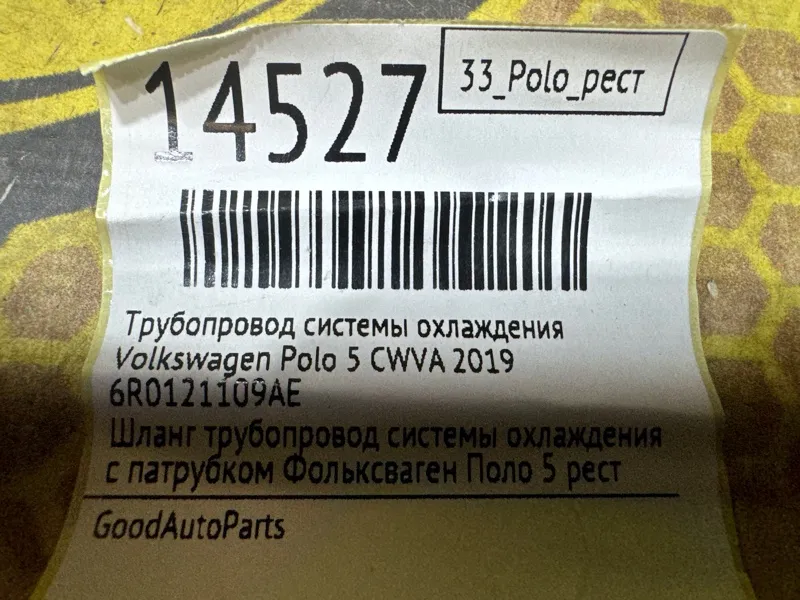 14527
33_Polo_рест
Трубопровод системы охлаждения
Volkswagen Polo 5 CWVA 2019
6R0121109AE
Шланг трубопровод системы охлаждения
с патрубком Фольксваген Поло 5 рест
GoodAutoParts